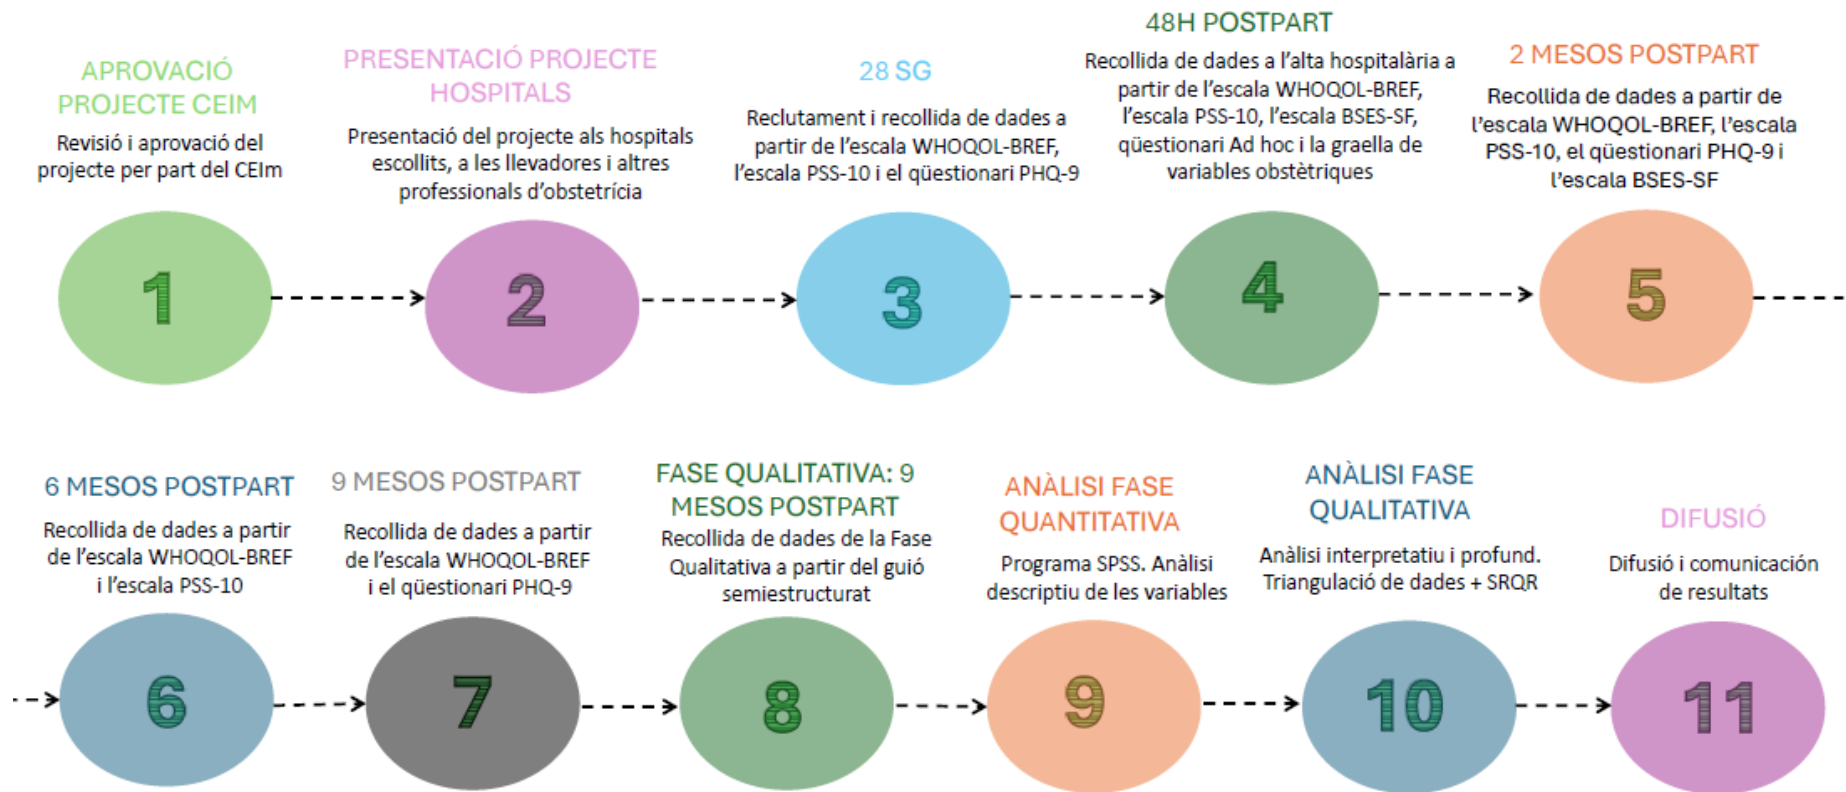 APROVACIÓ
PROJECTE CEIM
Revisió i aprovació del
projecte per part del CEIm
1
PRESENTACIÓ PROJECTE
HOSPITALS
Presentació del projecte als hospitals
escollits, a les llevadores i altres
professionals d'obstetrícia
2
28 SG
Reclutament i recollida de dades a
partir de l'escala WHOQOL-BREF,
l'escala PSS-10 i el qüestionari PHQ-9
3
48H POSTPART
Recollida de dades a l'alta hospitalària a
partir de l'escala WHOQOL-BREF,
l'escala PSS-10, l'escala BSES-SF,
qüestionari Ad hoc i la graella de
variables obstètriques
4
2 MESOS POSTPART
Recollida de dades a partir de
l'escala WHOQOL-BREF, l'escala
PSS-10, el qüestionari PHQ-9 i
l'escala BSES-SF
5
6 MESOS POSTPART
Recollida de dades a partir
de l'escala WHOQOL-BREF
i l'escala PSS-10
6
9 MESOS POSTPART
Recollida de dades a partir
de l'escala WHOQOL-BREF
i el qüestionari PHQ-9
7
FASE QUALITATIVA: 9
MESOS POSTPART
Recollida de dades de la Fase
Qualitativa a partir del guió
semiestructurat
8
ANÀLISI FASE
QUANTITATIVA
Programa SPSS. Anàlisi
descriptiu de les variables
9
ANÀLISI FASE
QUALITATIVA
Anàlisi interpretatiu i profund.
Triangulació de dades + SRQR
10
DIFUSIÓ
Difusió i comunicación
de resultats
11